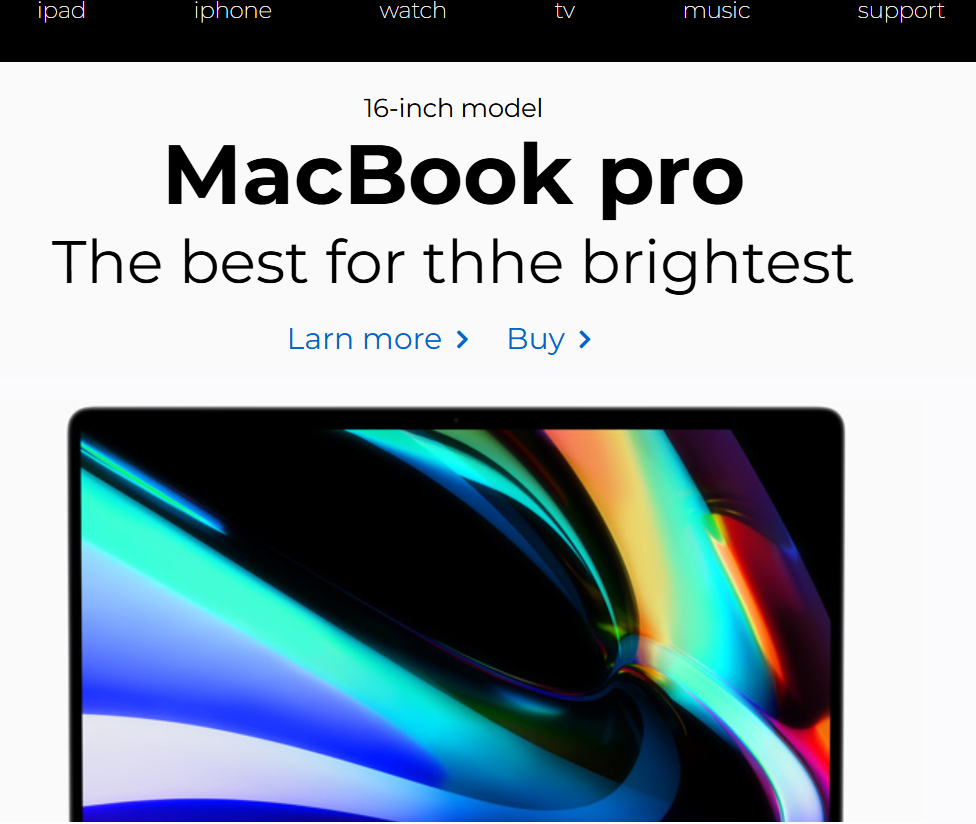 ipad iphone watch tv music support
16-inch model
MacBook pro
The best for thhe brightest
Larn more Buy